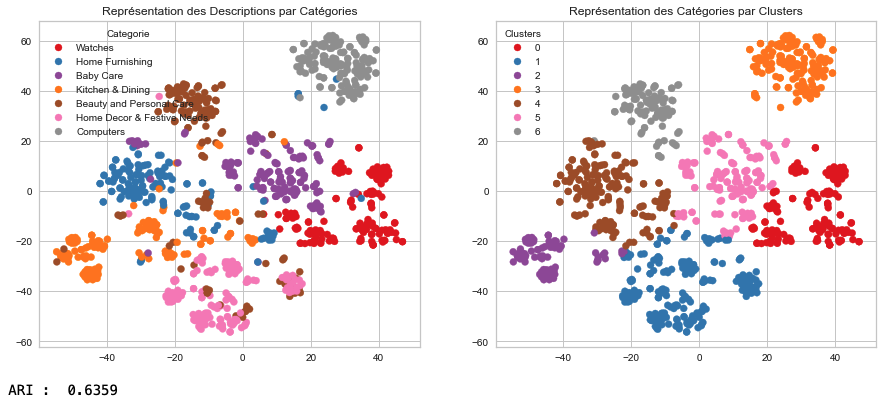 Représentation des Descriptions par Catégories
Categorie
Watches
Home Furnishing
Baby Care
Kitchen & Dining
Beauty and Personal Care
Home Decor & Festive Needs
Computers
60
40
20
0
−20
−40
−60
−40
−20
0
20
40
Représentation des Catégories par Clusters
Clusters
0
1
2
3
4
5
6
60
40
20
0
−20
−40
−60
−40
−20
0
20
40
ARI : 0.6359